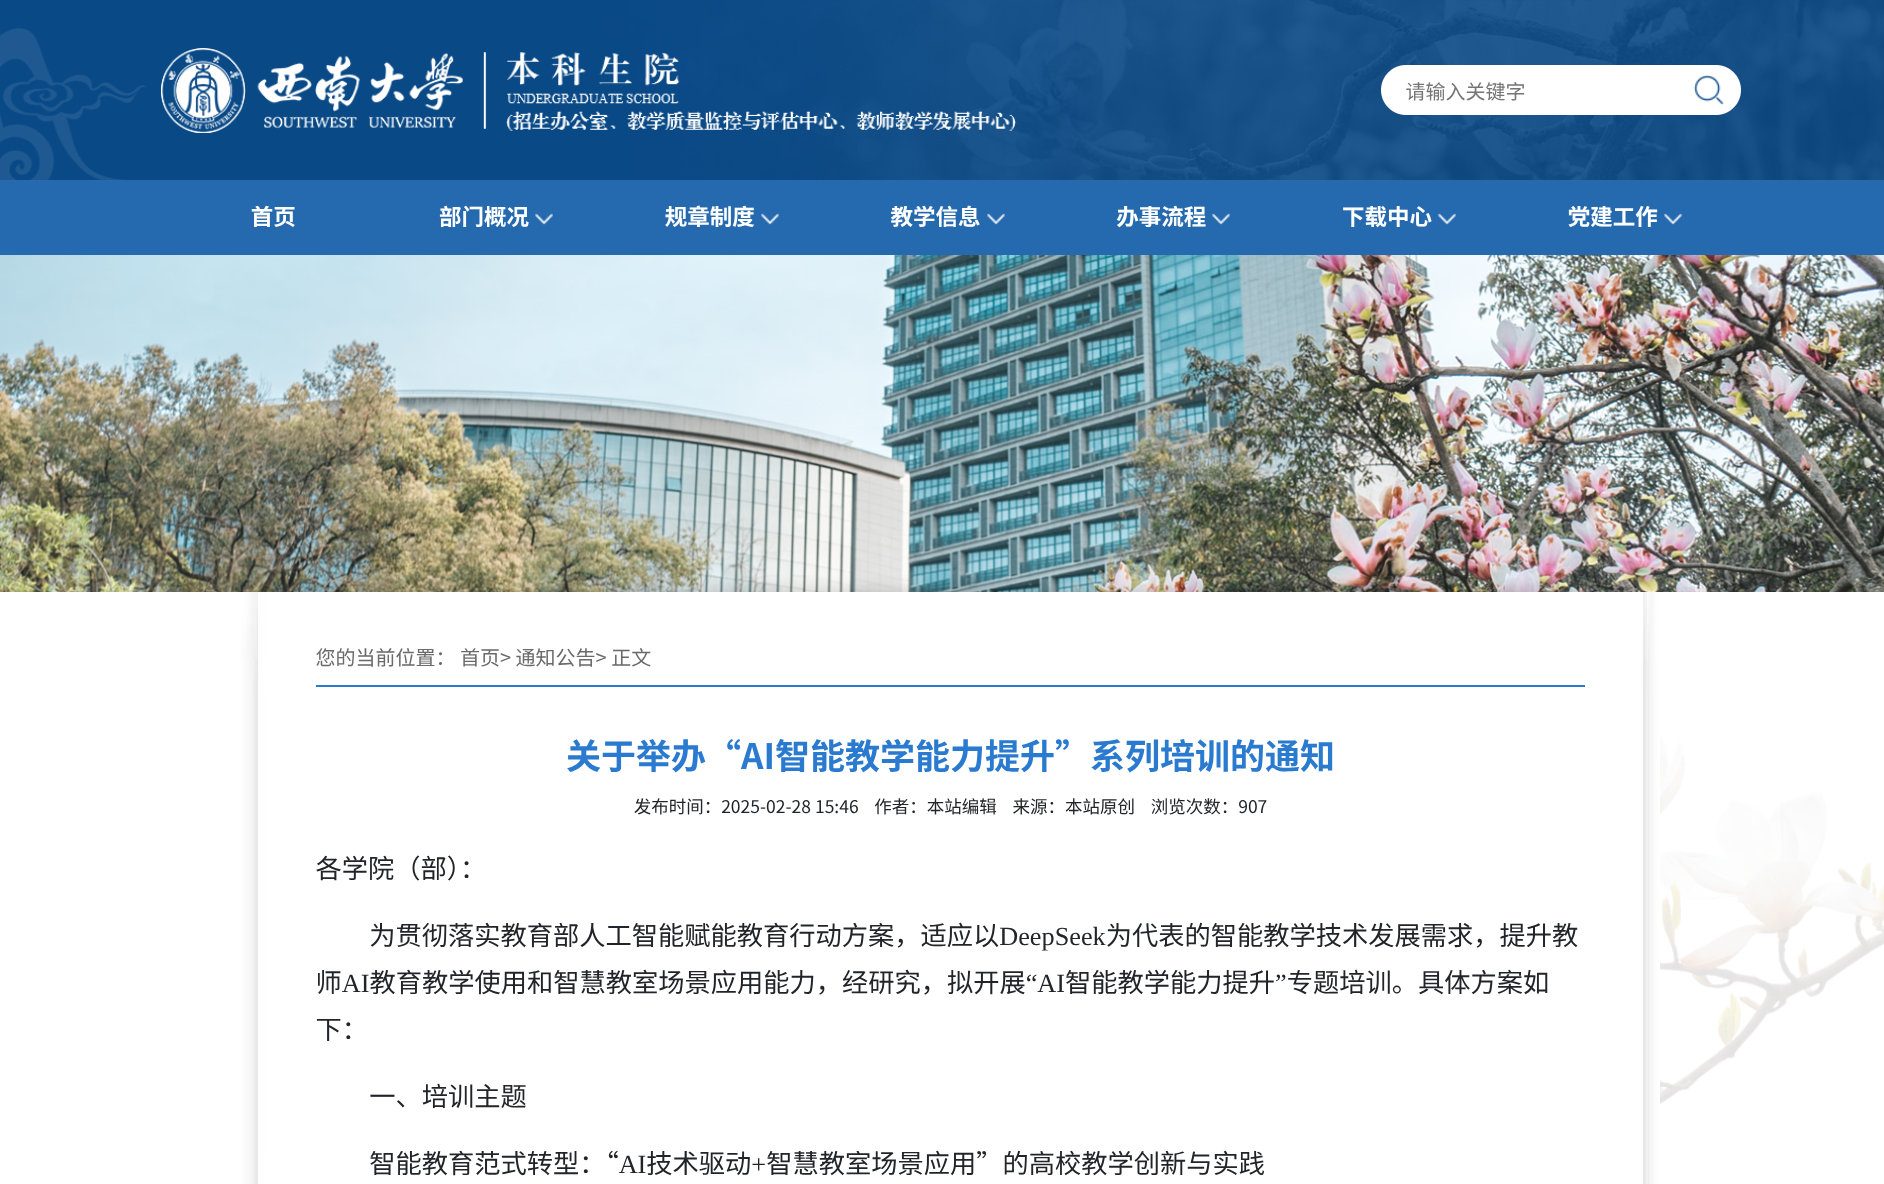 西南大学
SOUTHWEST UNIVERSITY
本科生院
UNDERGRADUATE SCHOOL
(招生办公室、教学质量监控与评估中心、教师教学发展中心)
请输入关键字
首页 部门概况 规章制度 教学信息 办事流程 下载中心 党建工作
您的当前位置： 首页> 通知公告> 正文
关于举办“AI智能教学能力提升”系列培训的通知
发布时间：2025-02-28 15:46 作者：本站编辑 来源：本站原创 浏览次数：907
各学院（部）：
为贯彻落实教育部人工智能赋能教育行动方案，适应以DeepSeek为代表的智能教学技术发展需求，提升教
师AI教育教学使用和智慧教室场景应用能力，经研究，拟开展“AI智能教学能力提升”专题培训。具体方案如
下：
一、培训主题
智能教育范式转型：“AI技术驱动+智慧教室场景应用”的高校教学创新与实践